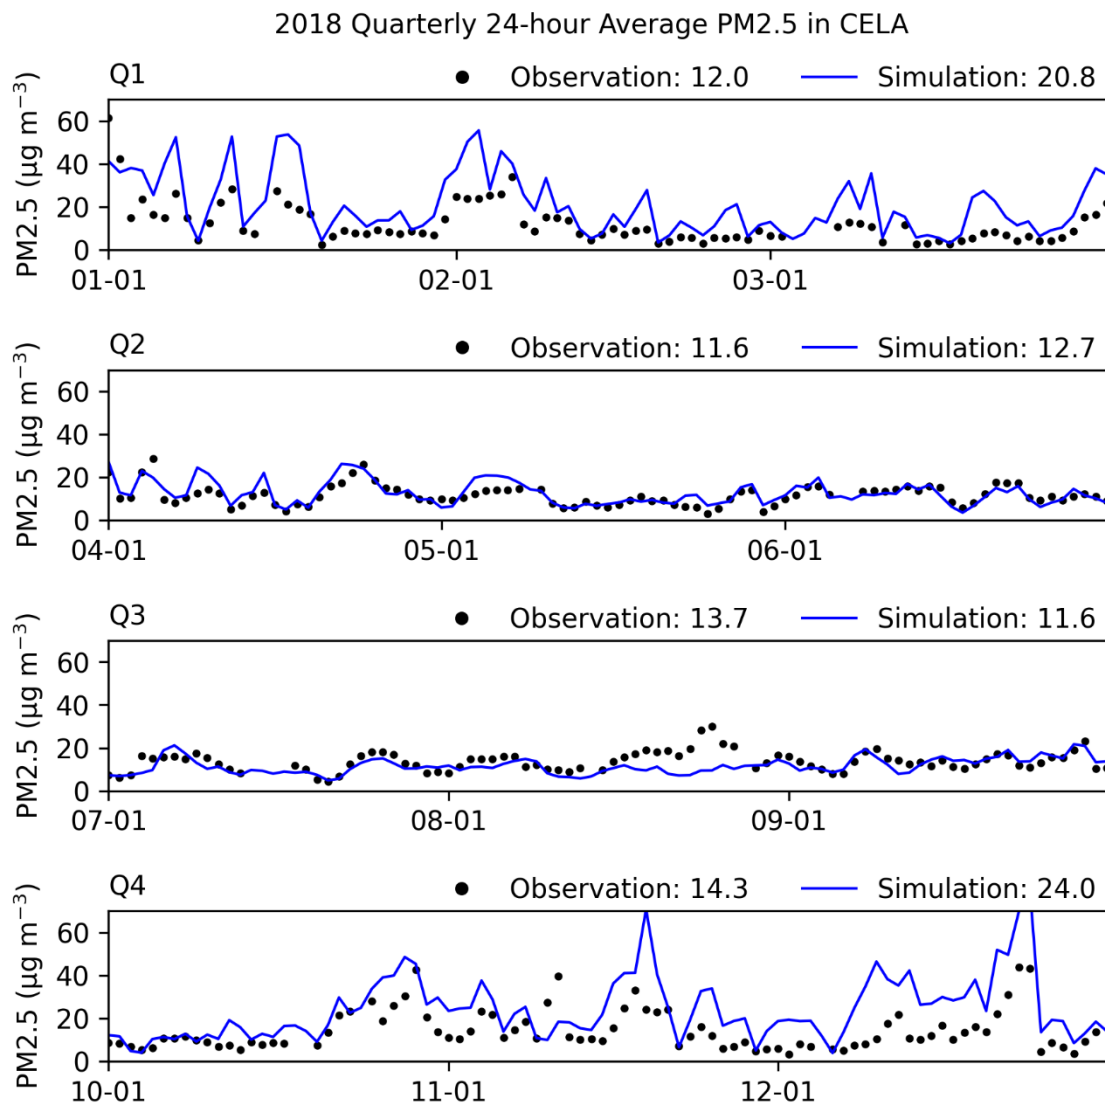 2018 Quarterly 24-hour Average PM2.5 in CELA
Q1 Observation: 12.0 Simulation: 20.8
PM2.5 (µg m⁻³)
60
40
20
0
01-01 02-01 03-01
Q2 Observation: 11.6 Simulation: 12.7
PM2.5 (µg m⁻³)
60
40
20
0
04-01 05-01 06-01
Q3 Observation: 13.7 Simulation: 11.6
PM2.5 (µg m⁻³)
60
40
20
0
07-01 08-01 09-01
Q4 Observation: 14.3 Simulation: 24.0
PM2.5 (µg m⁻³)
60
40
20
0
10-01 11-01 12-01